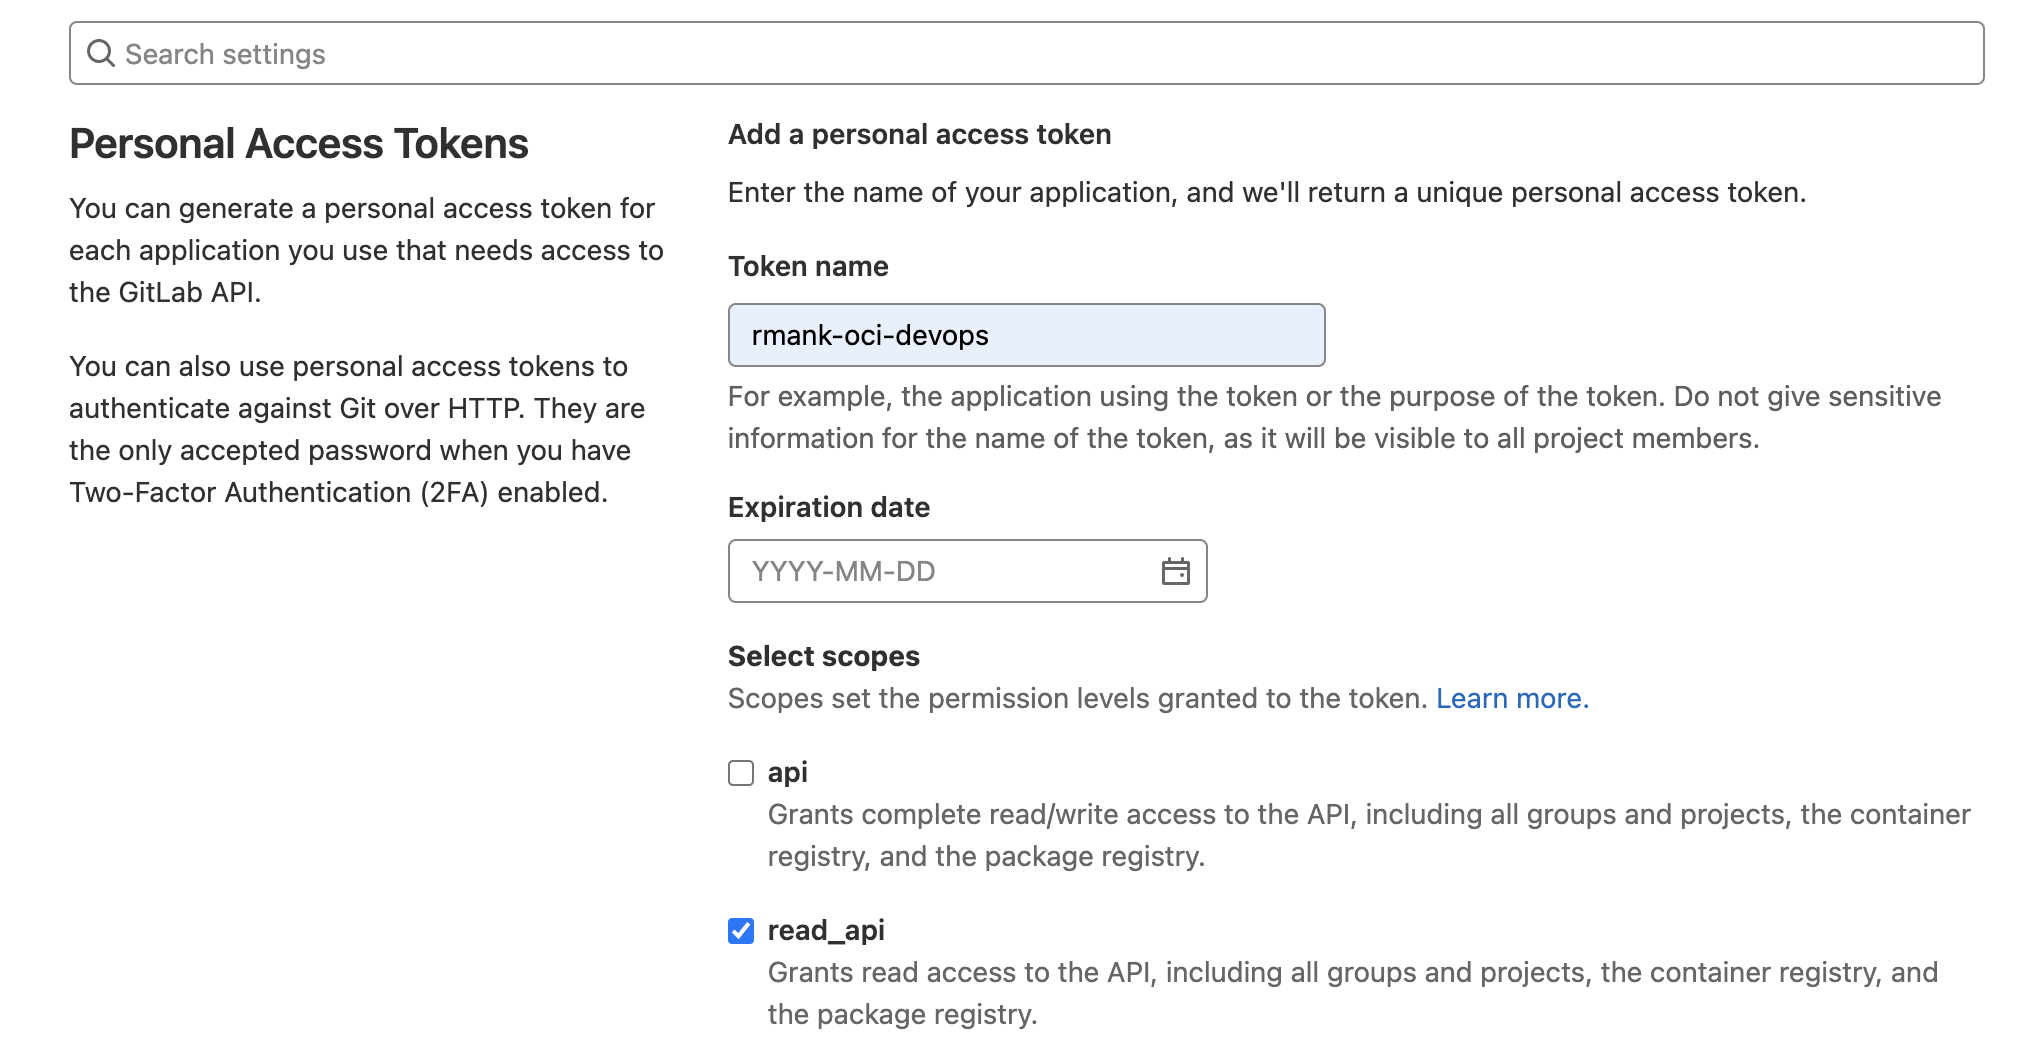 Search settings
Personal Access Tokens
You can generate a personal access token for
each application you use that needs access to
the GitLab API.
You can also use personal access tokens to
authenticate against Git over HTTP. They are
the only accepted password when you have
Two-Factor Authentication (2FA) enabled.
Add a personal access token
Enter the name of your application, and we'll return a unique personal access token.
Token name
rmank-oci-devops
For example, the application using the token or the purpose of the token. Do not give sensitive
information for the name of the token, as it will be visible to all project members.
Expiration date
YYYY-MM-DD
Select scopes
Scopes set the permission levels granted to the token. Learn more.
api
Grants complete read/write access to the API, including all groups and projects, the container
registry, and the package registry.
read_api
Grants read access to the API, including all groups and projects, the container registry, and
the package registry.